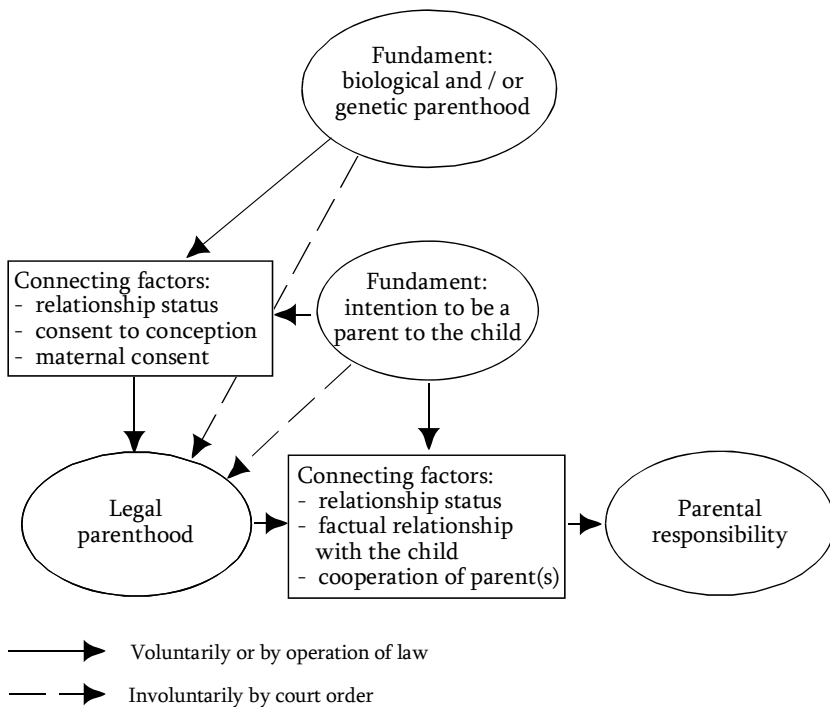 Fundament:
biological and / or
genetic parenthood
Connecting factors:
- relationship status
- consent to conception
- maternal consent
Fundament:
intention to be a
parent to the child
Legal
parenthood
Connecting factors:
- relationship status
- factual relationship
with the child
- cooperation of parent(s)
Parental
responsibility
Voluntarily or by operation of law
Involuntarily by court order